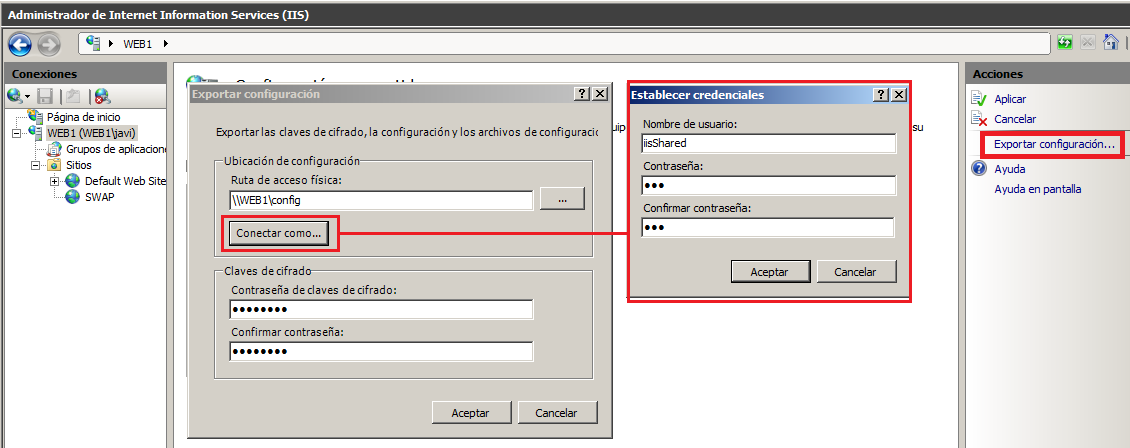 Administrador de Internet Information Services (IIS)
WEB1
Conexiones
Página de inicio
WEB1 (WEB1\javi)
Grupos de aplicacione
Sitios
Default Web Site
SWAP
Exportar configuración
Exportar las claves de cifrado, la configuración y los archivos de configuracio
Ubicación de configuración
Ruta de acceso física:
\\WEB1\config
...
Conectar como...
Claves de cifrado
Contraseña de claves de cifrado:
●●●●●●●●
Confirmar contraseña:
●●●●●●●●
Aceptar
Cancelar
Establecer credenciales
Nombre de usuario:
iisShared
Contraseña:
●●●
Confirmar contraseña:
●●●
Aceptar
Cancelar
uipo
su
Acciones
Aplicar
Cancelar
Exportar configuración...
Ayuda
Ayuda en pantalla